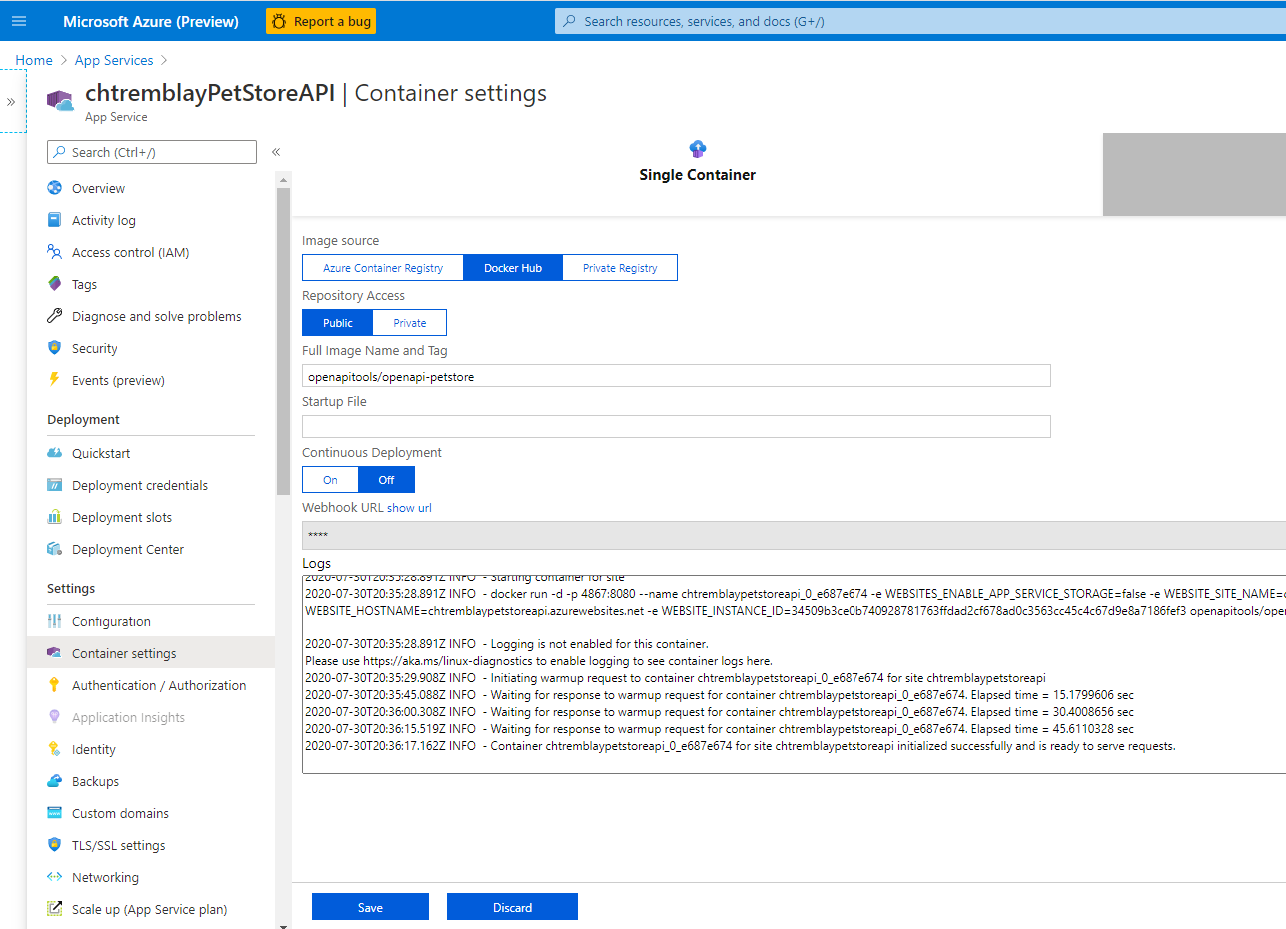 Microsoft Azure (Preview)
Report a bug
Search resources, services, and docs (G+/)
Home > App Services >
»
chtremblayPetStoreAPI | Container settings
App Service
Search (Ctrl+/)
«
Overview
Activity log
Access control (IAM)
Tags
Diagnose and solve problems
Security
Events (preview)
Deployment
Quickstart
Deployment credentials
Deployment slots
Deployment Center
Settings
Configuration
Container settings
Authentication / Authorization
Application Insights
Identity
Backups
Custom domains
TLS/SSL settings
Networking
Scale up (App Service plan)
Single Container
Image source
Azure Container Registry
Docker Hub
Private Registry
Repository Access
Public
Private
Full Image Name and Tag
openapitools/openapi-petstore
Startup File
Continuous Deployment
On
Off
Webhook URL show url
****
Logs
2020-07-30T20:35:28.891Z INFO - Starting container for site
2020-07-30T20:35:28.891Z INFO - docker run -d -p 4867:8080 --name chtremblaypetstoreapi_0_e687e674 -e WEBSITES_ENABLE_APP_SERVICE_STORAGE=false -e WEBSITE_SITE_NAME=c
WEBSITE_HOSTNAME=chtremblaypetstoreapi.azurewebsites.net -e WEBSITE_INSTANCE_ID=34509b3ce0b740928781763ffdad2cf678ad0c3563cc45c4c67d9e8a7186fef3 openapitools/ope
2020-07-30T20:35:28.891Z INFO - Logging is not enabled for this container.
Please use https://aka.ms/linux-diagnostics to enable logging to see container logs here.
2020-07-30T20:35:29.908Z INFO - Initiating warmup request to container chtremblaypetstoreapi_0_e687e674 for site chtremblaypetstoreapi
2020-07-30T20:35:45.088Z INFO - Waiting for response to warmup request for container chtremblaypetstoreapi_0_e687e674. Elapsed time = 15.1799606 sec
2020-07-30T20:36:00.308Z INFO - Waiting for response to warmup request for container chtremblaypetstoreapi_0_e687e674. Elapsed time = 30.4008656 sec
2020-07-30T20:36:15.519Z INFO - Waiting for response to warmup request for container chtremblaypetstoreapi_0_e687e674. Elapsed time = 45.6110328 sec
2020-07-30T20:36:17.162Z INFO - Container chtremblaypetstoreapi_0_e687e674 for site chtremblaypetstoreapi initialized successfully and is ready to serve requests.
Save
Discard